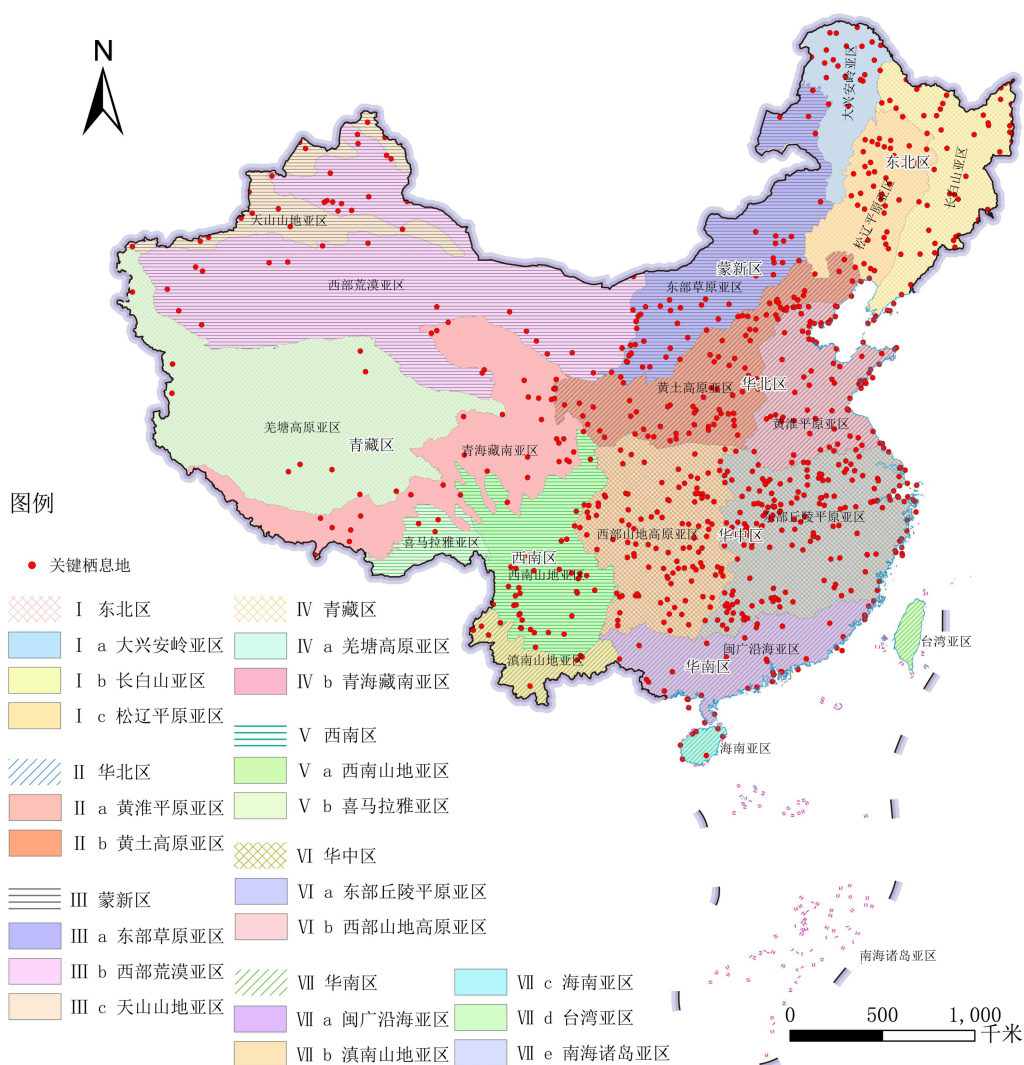 N
大兴安岭亚区
东北区
长白山亚区
松辽平原亚区
天山山地亚区
蒙新区
西部荒漠亚区
东部草原亚区
黄土高原亚区
华北区
羌塘高原亚区
青藏区
青海藏南亚区
黄淮平原亚区
东部丘陵平原亚区
西部山地高原亚区
华中区
喜马拉雅亚区
西南区
西南山地亚区
台湾亚区
闽广沿海亚区
滇南山地亚区
华南区
海南亚区
南海诸岛亚区
图例
关键栖息地
Ⅰ 东北区
Ⅰ a 大兴安岭亚区
Ⅰ b 长白山亚区
Ⅰ c 松辽平原亚区
Ⅱ 华北区
Ⅱ a 黄淮平原亚区
Ⅱ b 黄土高原亚区
Ⅲ 蒙新区
Ⅲ a 东部草原亚区
Ⅲ b 西部荒漠亚区
Ⅲ c 天山山地亚区
Ⅳ 青藏区
Ⅳ a 羌塘高原亚区
Ⅳ b 青海藏南亚区
Ⅴ 西南区
Ⅴ a 西南山地亚区
Ⅴ b 喜马拉雅亚区
Ⅵ 华中区
Ⅵ a 东部丘陵平原亚区
Ⅵ b 西部山地高原亚区
Ⅶ 华南区
Ⅶ a 闽广沿海亚区
Ⅶ b 滇南山地亚区
Ⅶ c 海南亚区
Ⅶ d 台湾亚区
Ⅶ e 南海诸岛亚区
0 500 1,000
千米